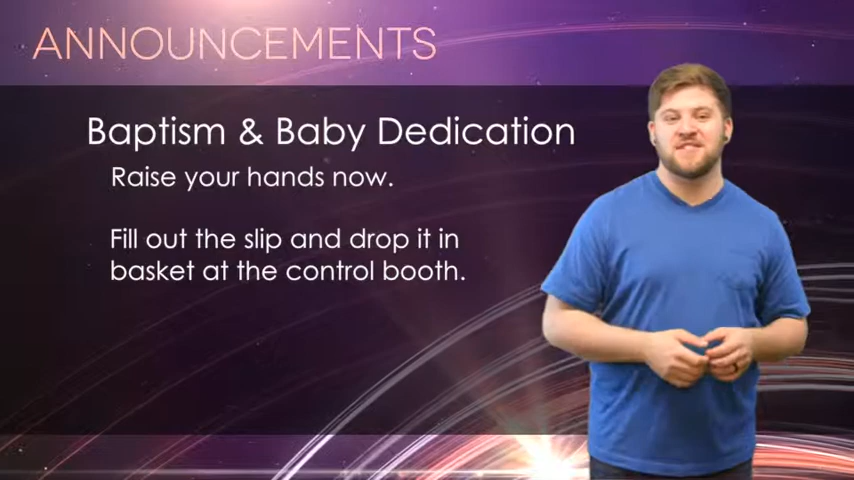 ANNOUNCEMENTS
Baptism & Baby Dedication
Raise your hands now.
Fill out the slip and drop it in
basket at the control booth.